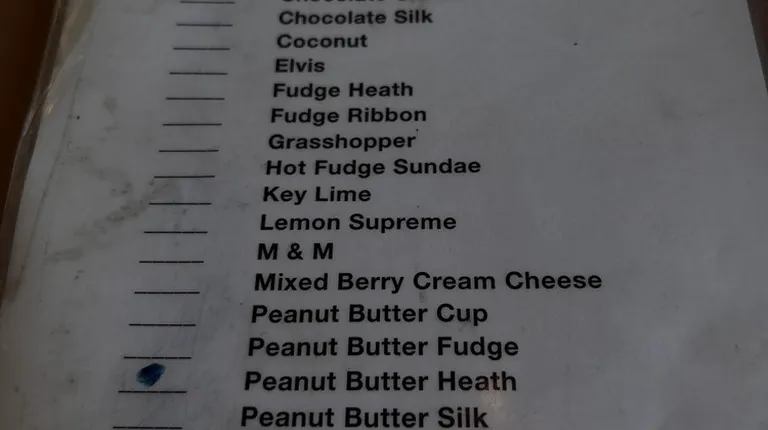 Chocolate Silk
Coconut
Elvis
Fudge Heath
Fudge Ribbon
Grasshopper
Hot Fudge Sundae
Key Lime
Lemon Supreme
M & M
Mixed Berry Cream Cheese
Peanut Butter Cup
Peanut Butter Fudge
Peanut Butter Heath
Peanut Butter Silk